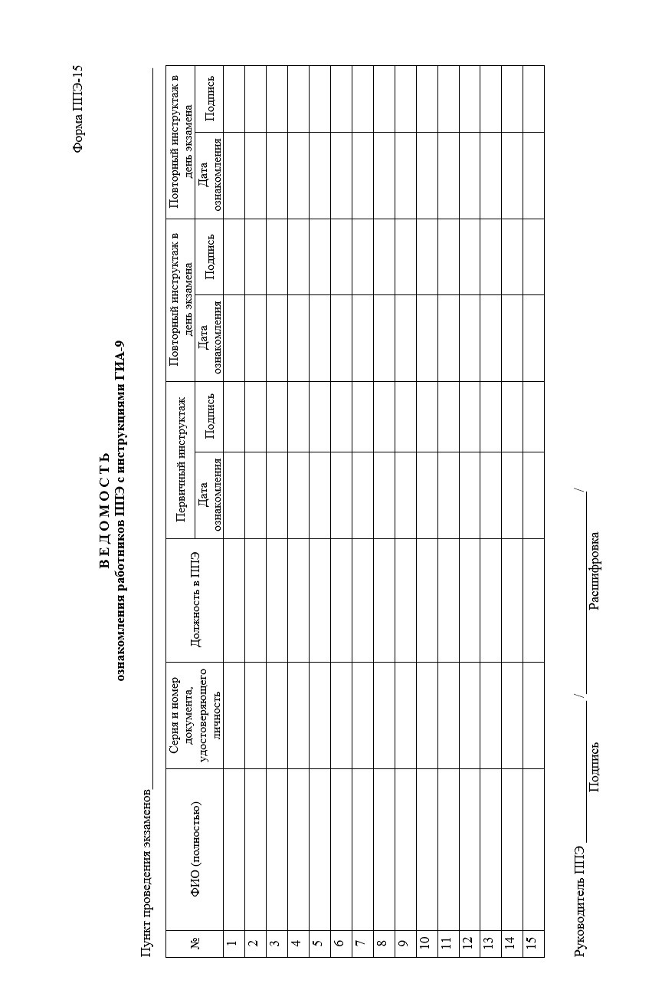 Форма ППЭ-15
В Е Д О М О С Т Ь
ознакомления работников ППЭ с инструкциями ГИА-9
Пункт проведения экзаменов
№
ФИО (полностью)
Серия и номер
документа,
удостоверяющего
личность
Должность в ППЭ
Первичный инструктаж
Повторный инструктаж в
день экзамена
Повторный инструктаж в
день экзамена
Дата
ознакомления
Подпись
Дата
ознакомления
Подпись
Дата
ознакомления
Подпись
1
2
3
4
5
6
7
8
9
10
11
12
13
14
15
Руководитель ППЭ / /
Подпись Расшифровка